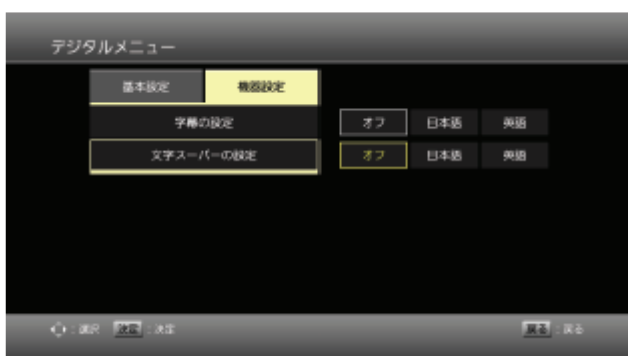 デジタルメニュー
基本設定 機器設定
字幕の設定 オフ 日本語 英語
文字スーパーの設定 オフ 日本語 英語
：選択 決定：決定 戻る：戻る